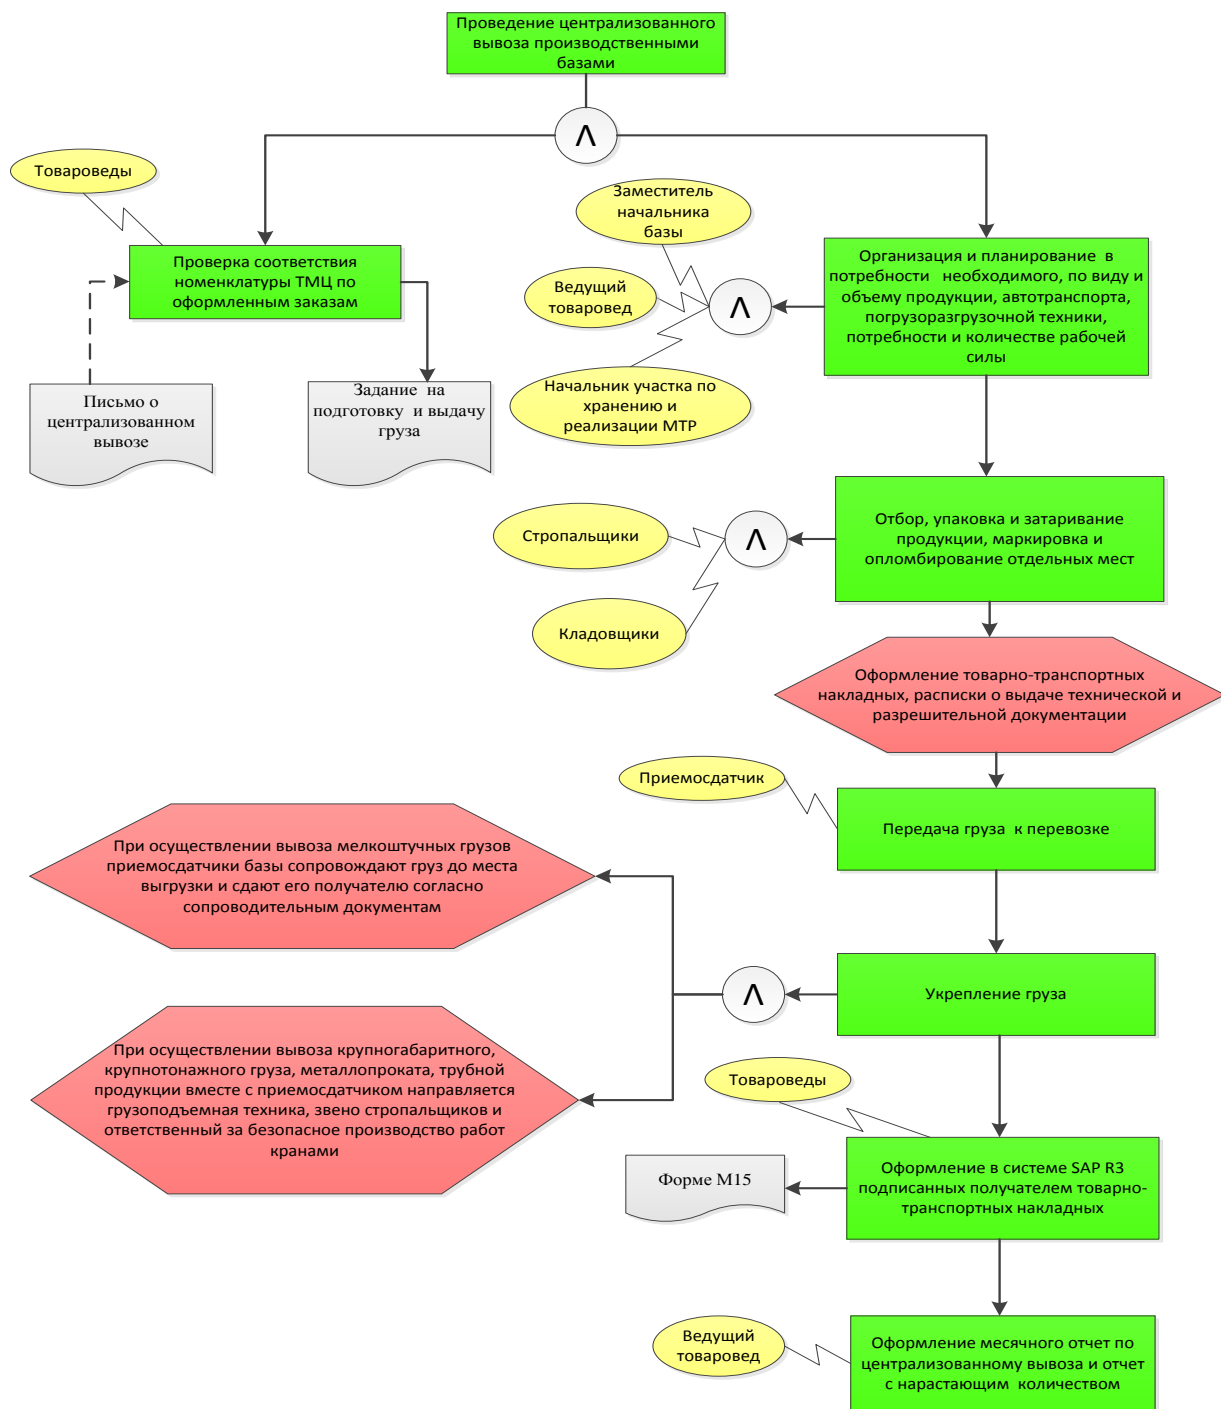 Проведение централизованного
вывоза производственными
базами
Λ
Товароведы
Заместитель
начальника
базы
Проверка соответствия
номенклатуры ТМЦ по
оформленным заказам
Организация и планирование в
потребности необходимого, по виду и
объему продукции, автотранспорта,
погрузоразгрузочной техники,
потребности и количестве рабочей
силы
Ведущий
товаровед
Λ
Начальник участка по
хранению и
реализации МТР
Письмо о
централизованном
вывозе
Задание на
подготовку и выдачу
груза
Стропальщики
Λ
Отбор, упаковка и затаривание
продукции, маркировка и
опломбирование отдельных мест
Кладовщики
Оформление товарно-транспортных
накладных, расписки о выдаче технической и
разрешительной документации
Приемосдатчик
Передача груза к перевозке
При осуществлении вывоза мелкоштучных грузов
приемосдатчики базы сопровождают груз до места
выгрузки и сдают его получателю согласно
сопроводительным документам
Λ
Укрепление груза
При осуществлении вывоза крупногабаритного,
крупнотонажного груза, металлопроката, трубной
продукции вместе с приемосдатчиком направляется
грузоподъемная техника, звено стропальщиков и
ответственный за безопасное производство работ
кранами
Товароведы
Форме М15
Оформление в системе SAP R3
подписанных получателем товарно-
транспортных накладных
Ведущий
товаровед
Оформление месячного отчет по
централизованному вывоза и отчет
с нарастающим количеством